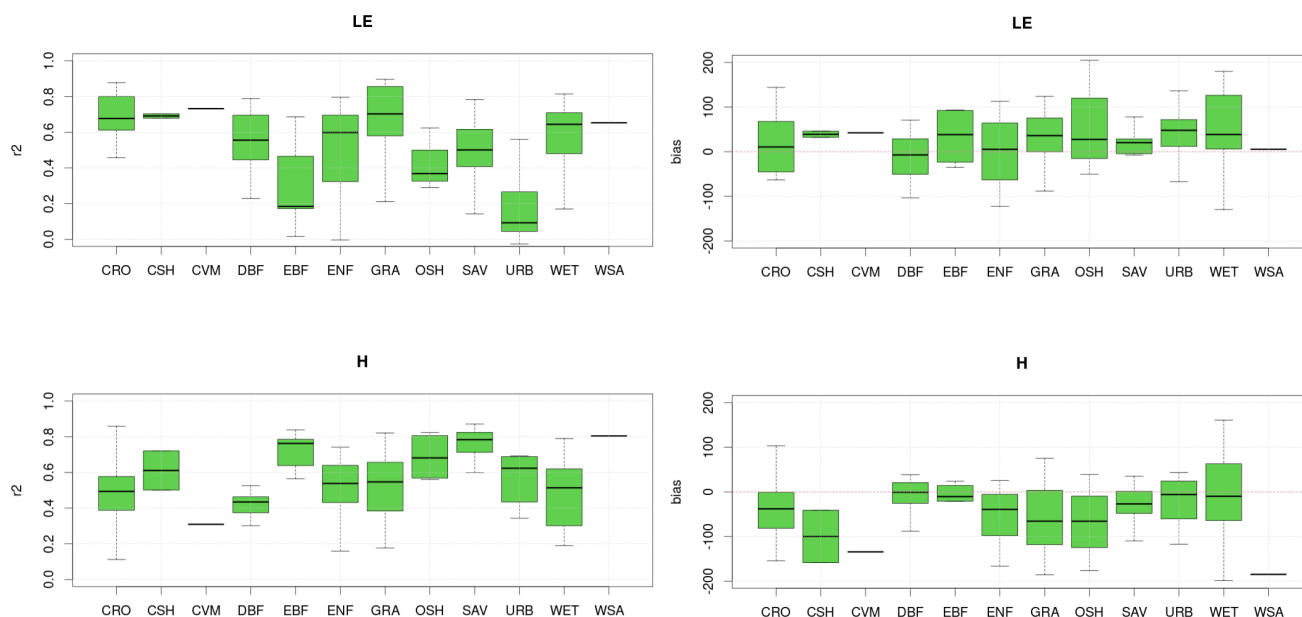 LE
r2
1.0
0.8
0.6
0.4
0.2
0.0
CRO CSH CVM DBF EBF ENF GRA OSH SAV URB WET WSA
LE
bias
200
100
0
-100
-200
CRO CSH CVM DBF EBF ENF GRA OSH SAV URB WET WSA
H
r2
1.0
0.8
0.6
0.4
0.2
0.0
CRO CSH CVM DBF EBF ENF GRA OSH SAV URB WET WSA
H
bias
200
100
0
-100
-200
CRO CSH CVM DBF EBF ENF GRA OSH SAV URB WET WSA